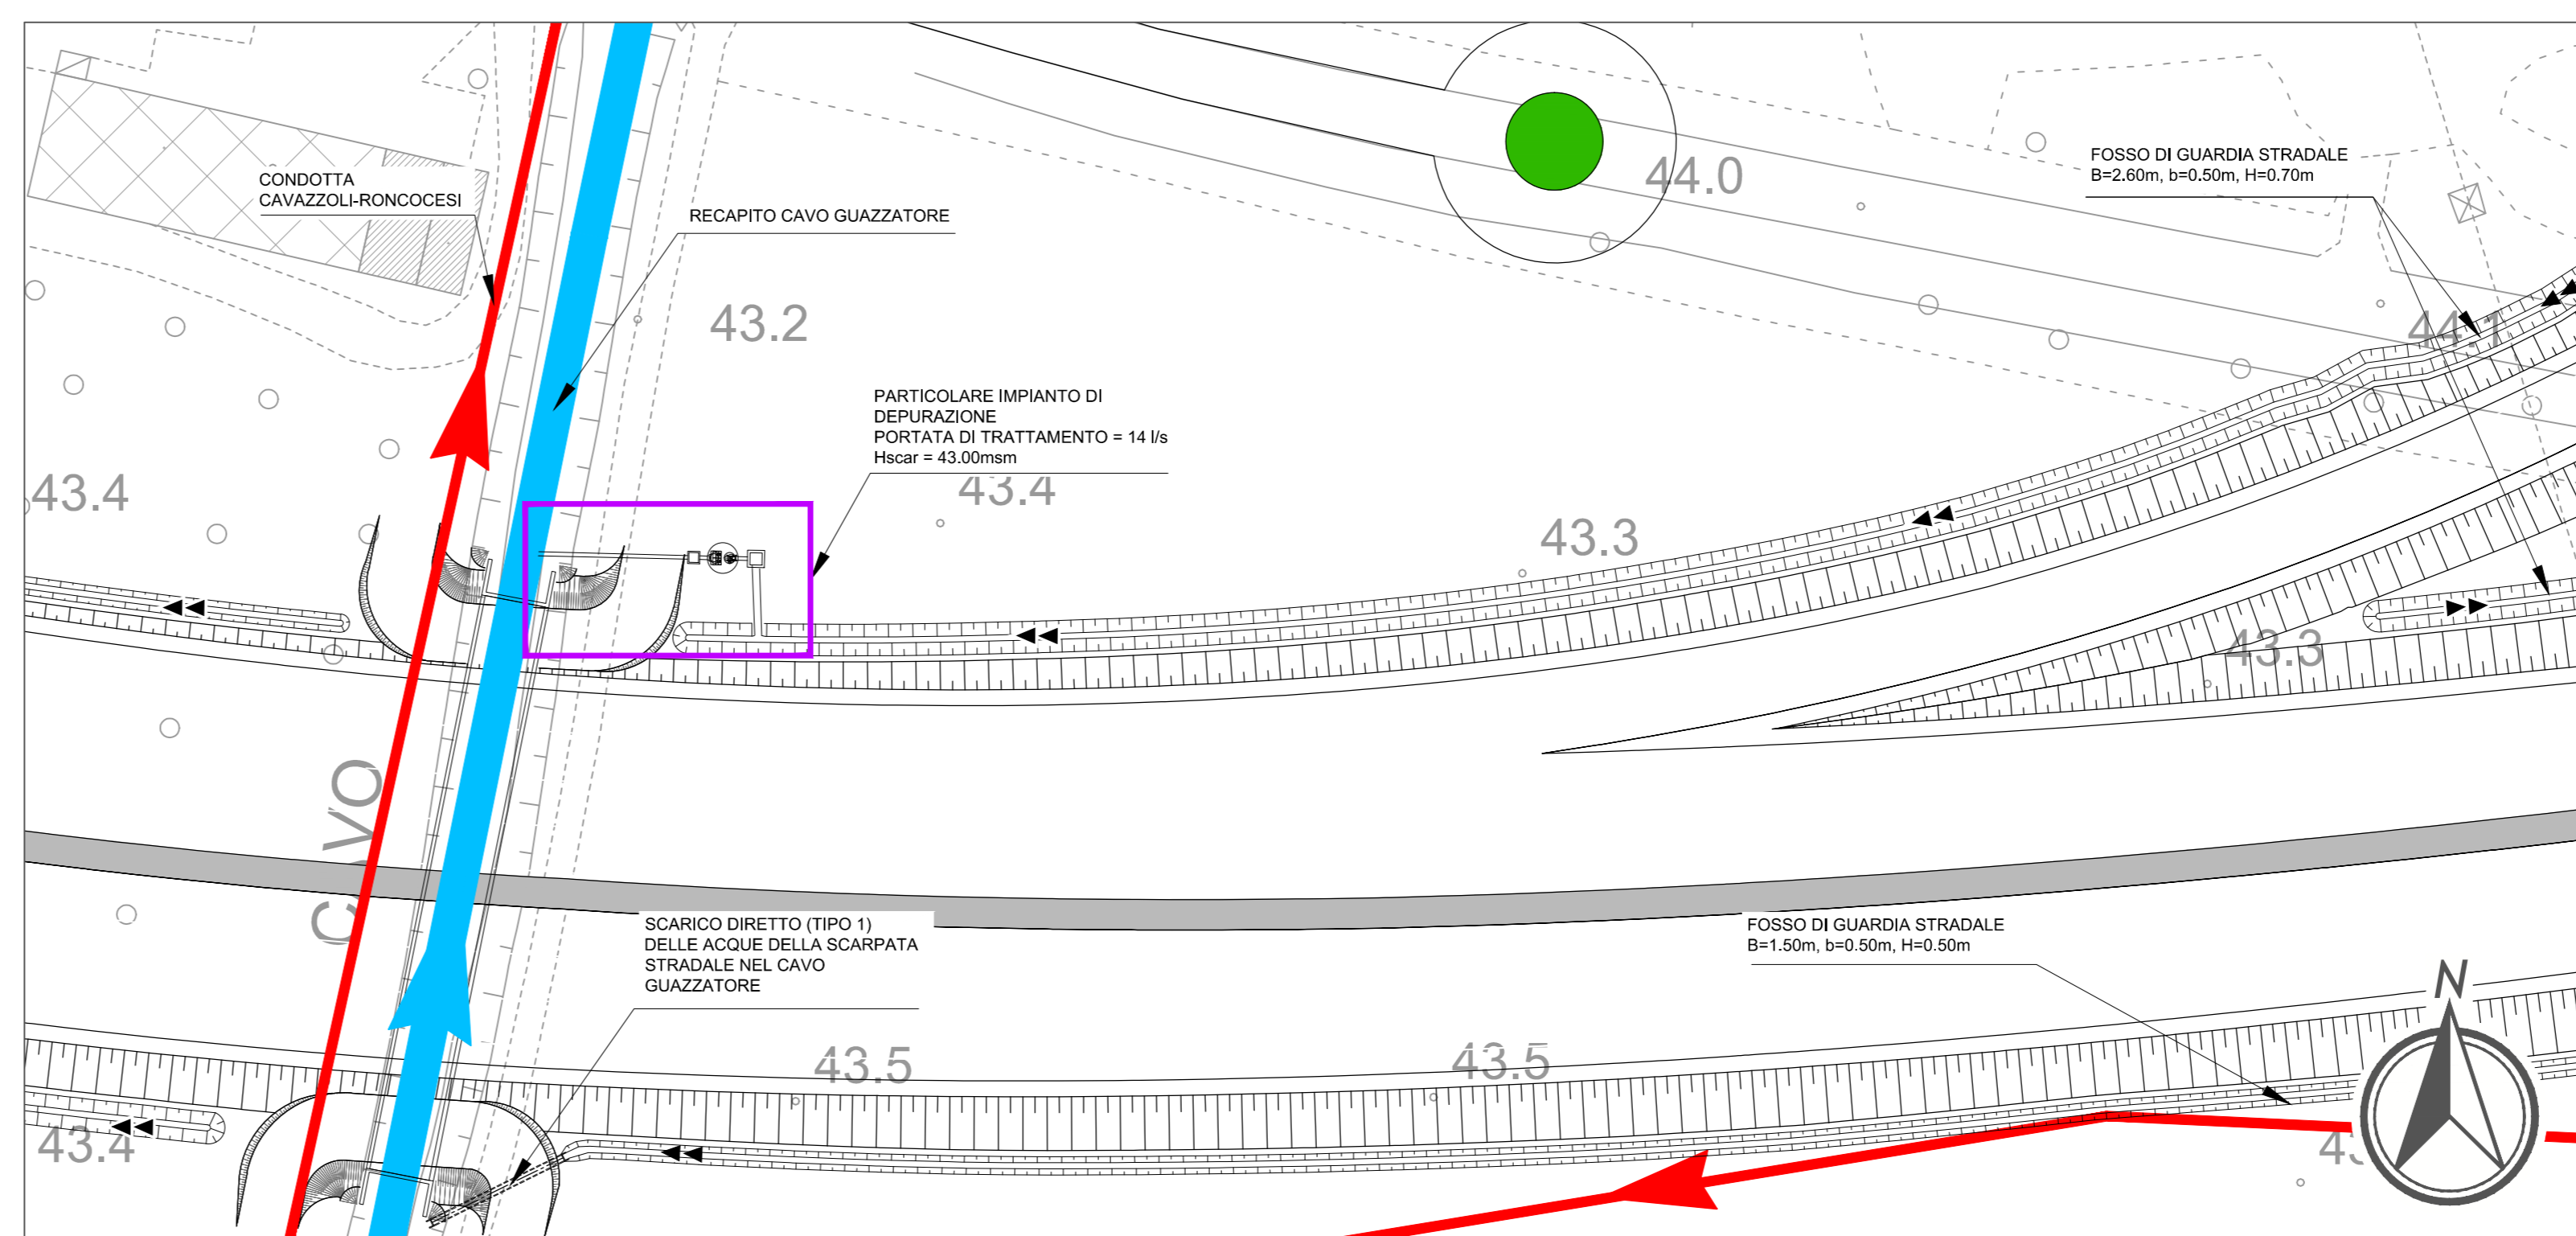 CONDOTTA
CAVAZZOLI-RONCOCESI
RECAPITO CAVO GUAZZATORE
44.0
FOSSO DI GUARDIA STRADALE
B=2.60m, b=0.50m, H=0.70m
43.2
44.1
PARTICOLARE IMPIANTO DI
DEPURAZIONE
PORTATA DI TRATTAMENTO = 14 l/s
Hscar = 43.00msm
43.4
43.4
43.3
43.3
CAVO
SCARICO DIRETTO (TIPO 1)
DELLE ACQUE DELLA SCARPATA
STRADALE NEL CAVO
GUAZZATORE
FOSSO DI GUARDIA STRADALE
B=1.50m, b=0.50m, H=0.50m
N
43.5
43.5
43.4